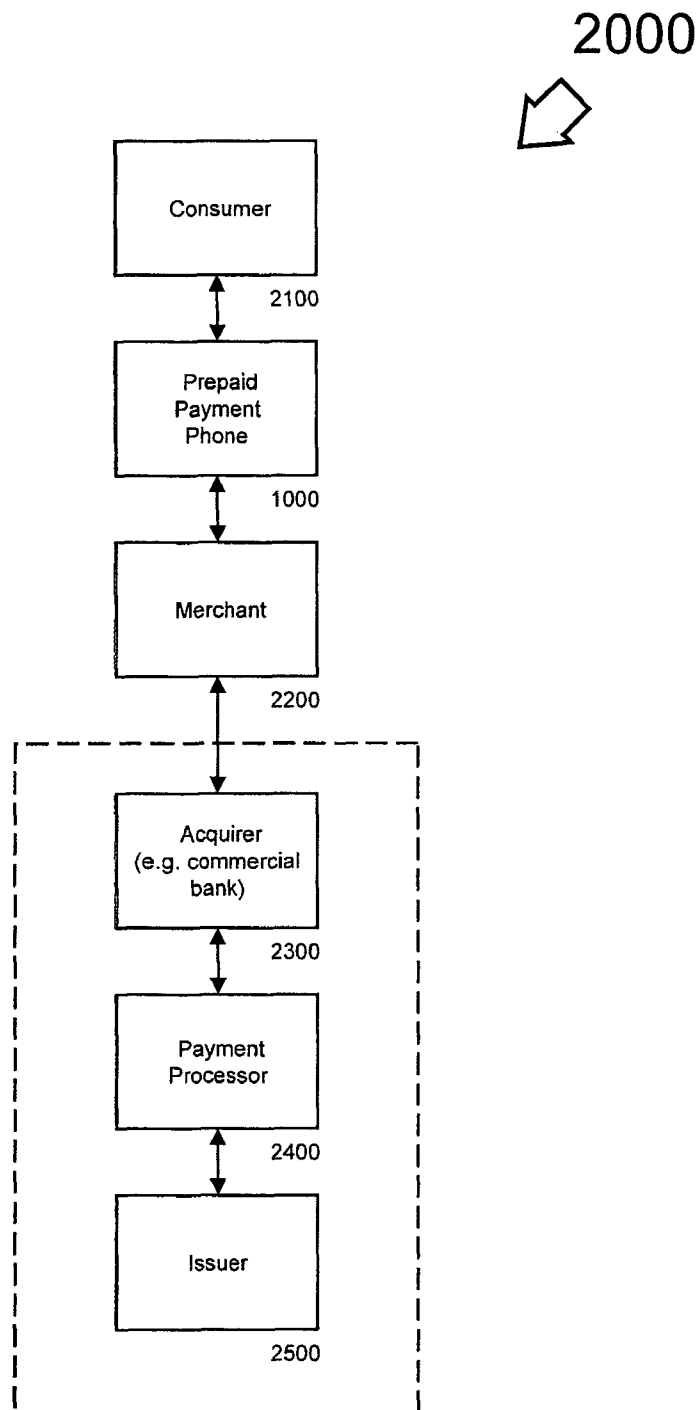 2000
Consumer
2100
Prepaid
Payment
Phone
1000
Merchant
2200
Acquirer
(e.g. commercial
bank)
2300
Payment
Processor
2400
Issuer
2500